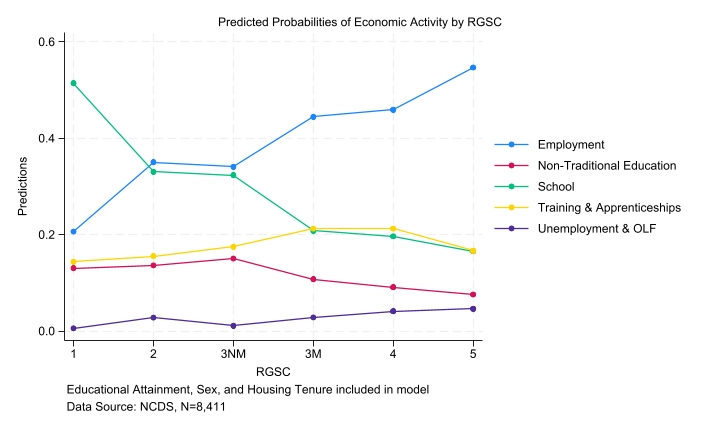 Predicted Probabilities of Economic Activity by RGSC
0.6
0.4
0.2
0.0
Predictions
1 2 3NM 3M 4 5
RGSC
Employment
Non-Traditional Education
School
Training & Apprenticeships
Unemployment & OLF
Educational Attainment, Sex, and Housing Tenure included in model
Data Source: NCDS, N=8,411